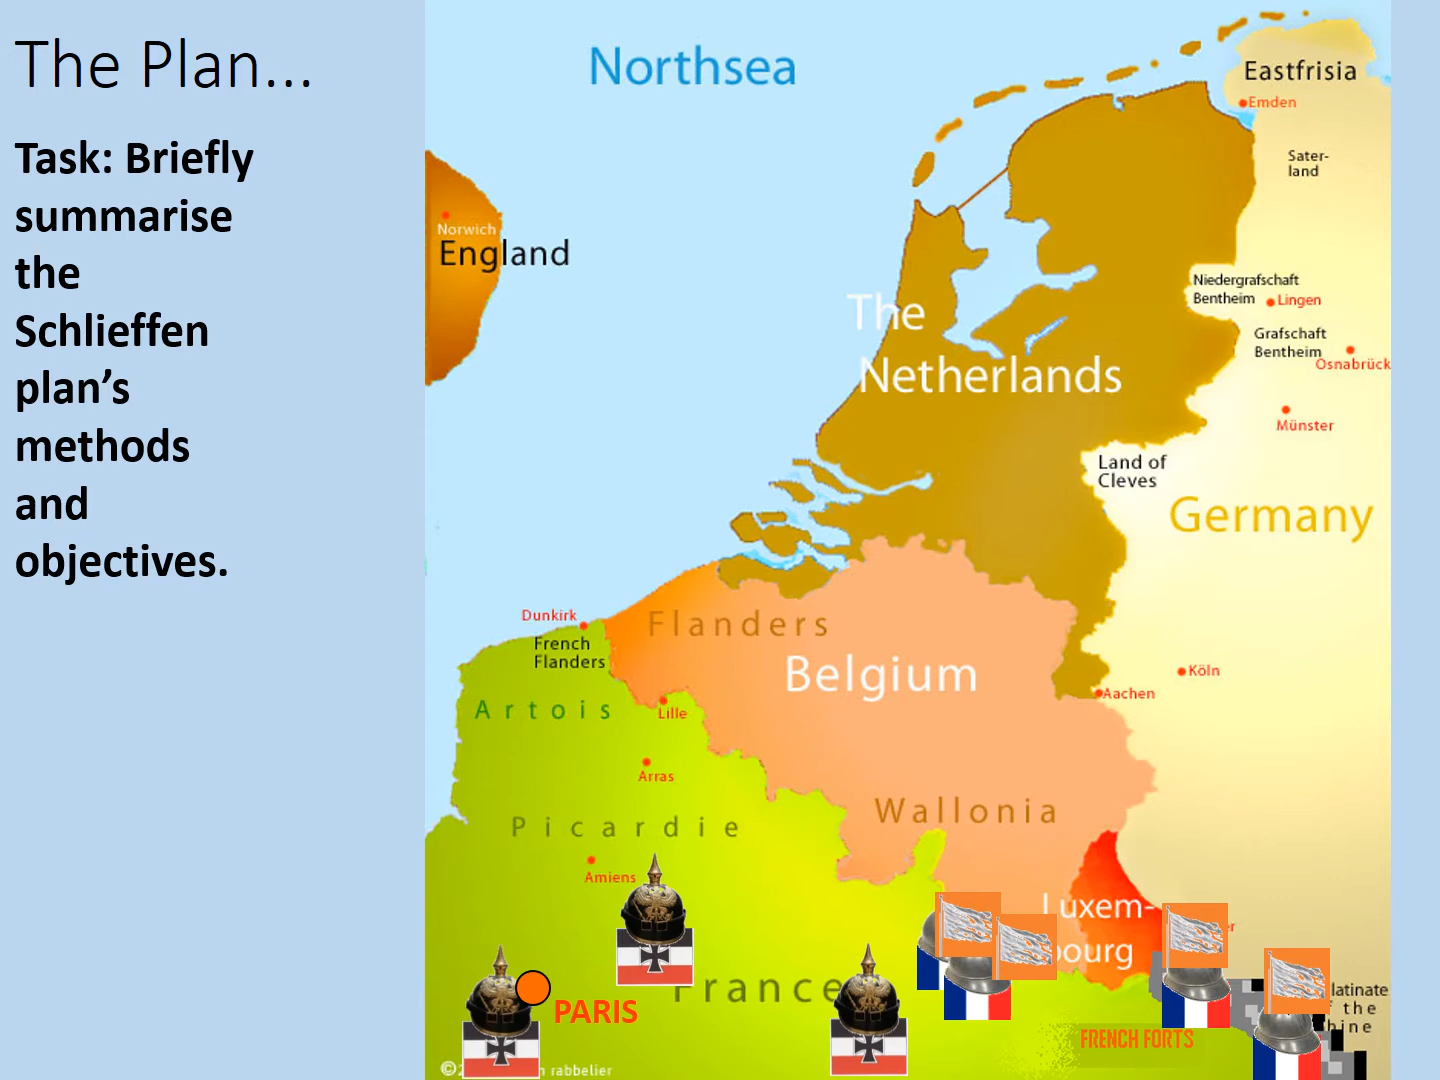 The Plan...
Task: Briefly
summarise
the
Schlieffen
plan's
methods
and
objectives.
Northsea
Eastfrisia
Emden
Sater-
land
Norwich
England
Niedergrafschaft
Bentheim
Lingen
The
Netherlands
Grafschaft
Bentheim
Osnabrück
Münster
Land of
Cleves
Germany
Dunkirk
Flanders
French
Flanders
Belgium
Köln
Aachen
Artois
Lille
Arras
Wallonia
Picardie
Amiens
Luxem-
bourg
France
PARIS
the
FRENCH FORTS
rabbelier